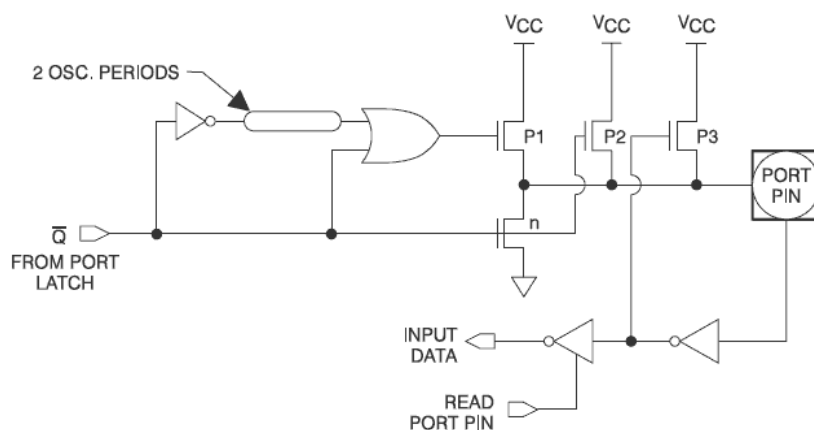 VCC
VCC
VCC
2 OSC. PERIODS
P1
P2
P3
PORT
PIN
n
Q
FROM PORT
LATCH
INPUT
DATA
READ
PORT PIN